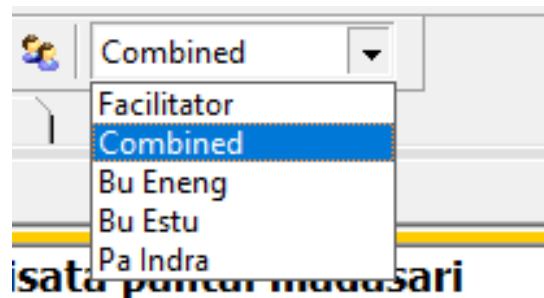 Combined
Facilitator
Combined
Bu Eneng
Bu Estu
Pa Indra